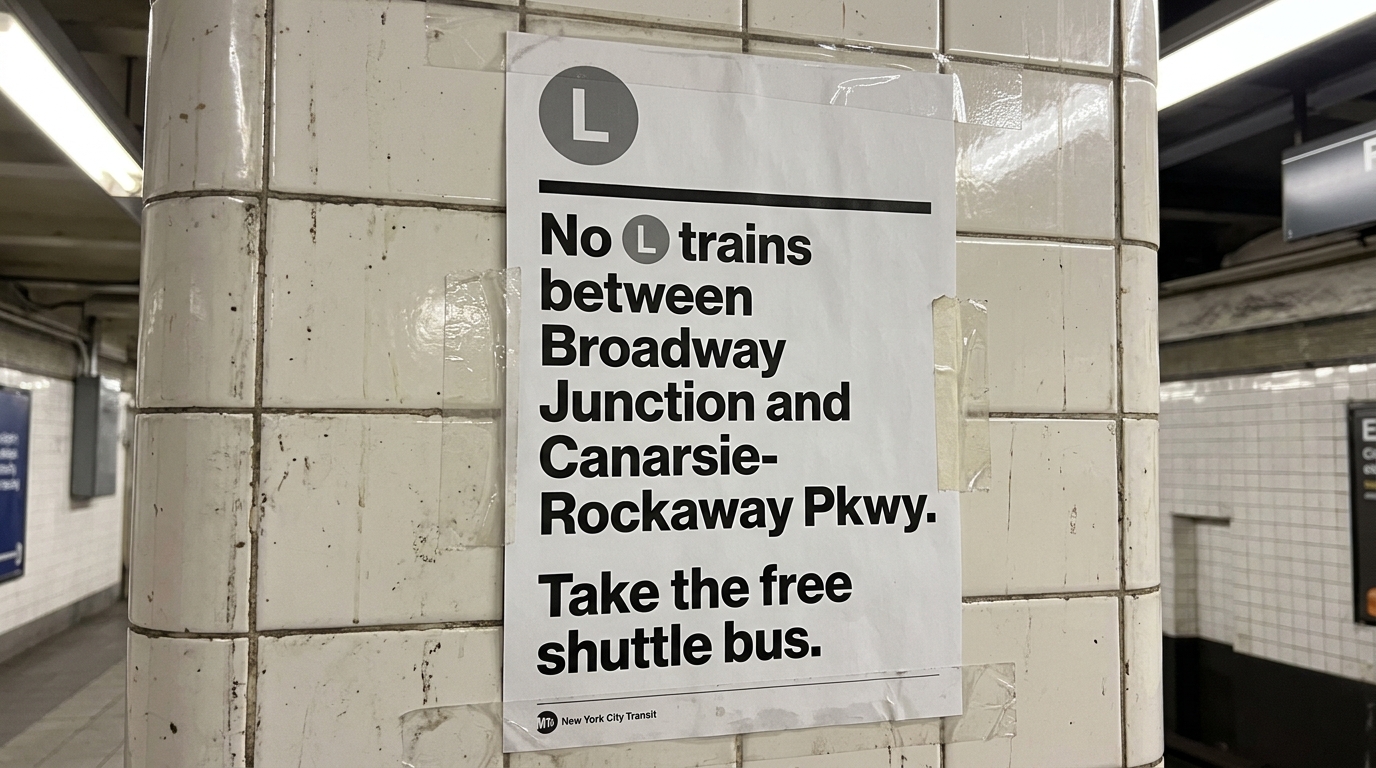 L
No L trains
between
Broadway
Junction and
Canarsie-
Rockaway Pkwy.
Take the free
shuttle bus.
MTA New York City Transit